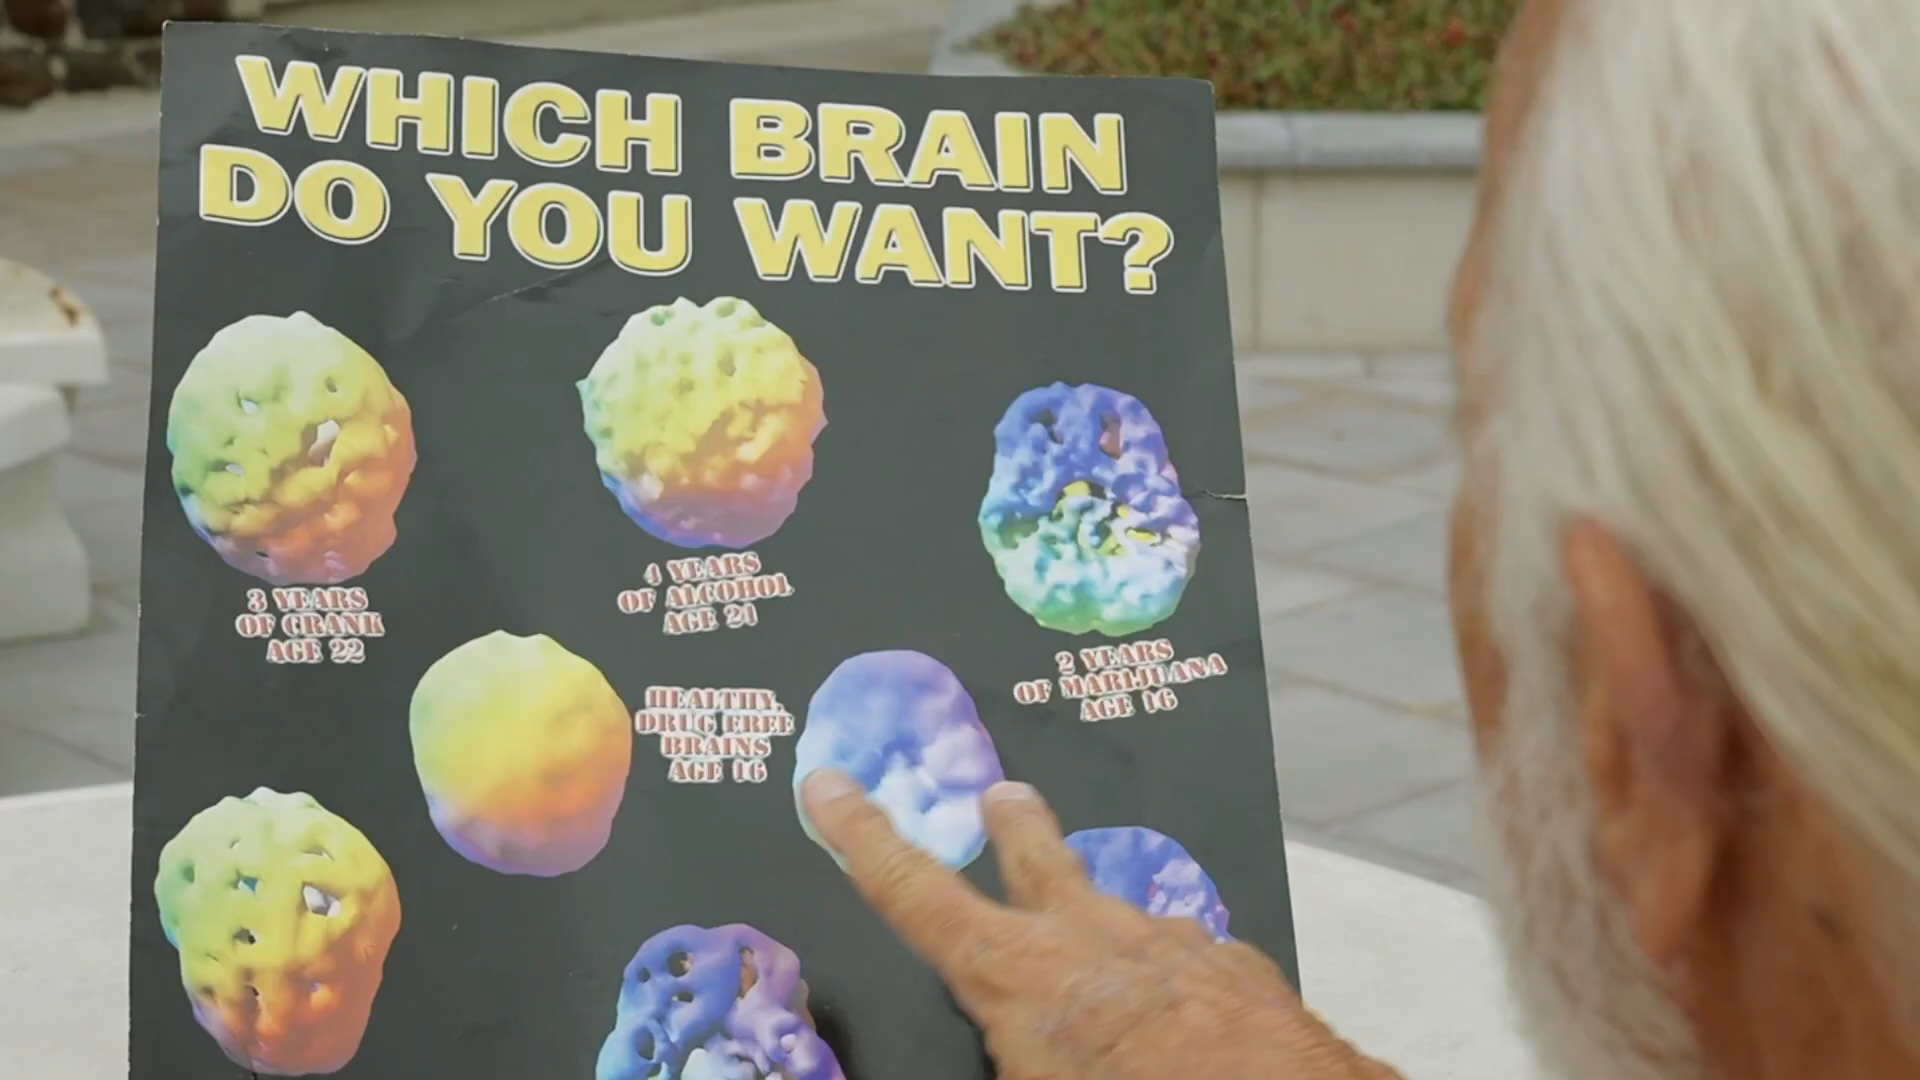 WHICH BRAIN
DO YOU WANT?
3 YEARS
OF CRANK
AGE 22
4 YEARS
OF ALCOHOL
AGE 21
2 YEARS
OF MARIJUANA
AGE 16
HEALTHY,
DRUG FREE
BRAINS
AGE 16